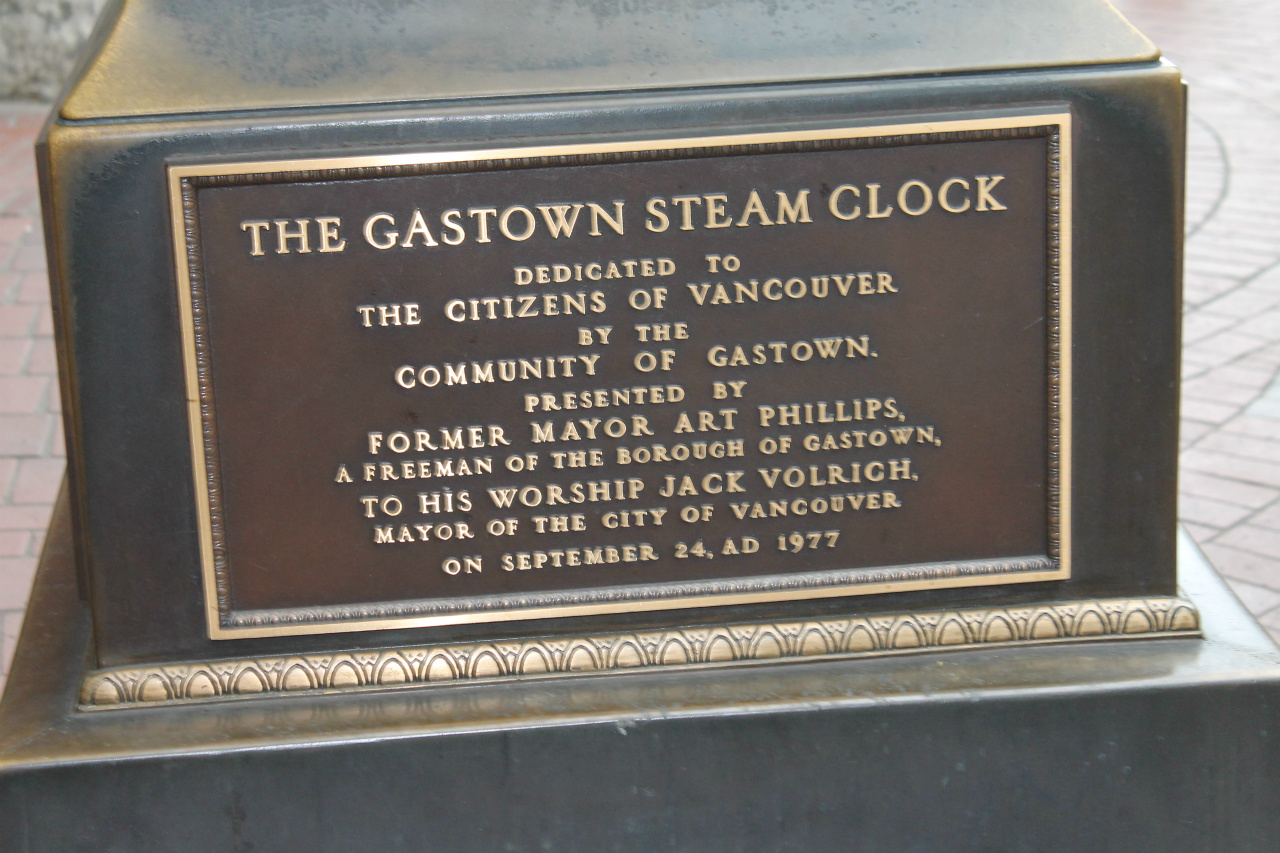 THE GASTOWN STEAM CLOCK
DEDICATED TO
THE CITIZENS OF VANCOUVER
BY THE
COMMUNITY OF GASTOWN.
PRESENTED BY
FORMER MAYOR ART PHILLIPS,
A FREEMAN OF THE BOROUGH OF GASTOWN,
TO HIS WORSHIP JACK VOLRICH,
MAYOR OF THE CITY OF VANCOUVER
ON SEPTEMBER 24, AD 1977